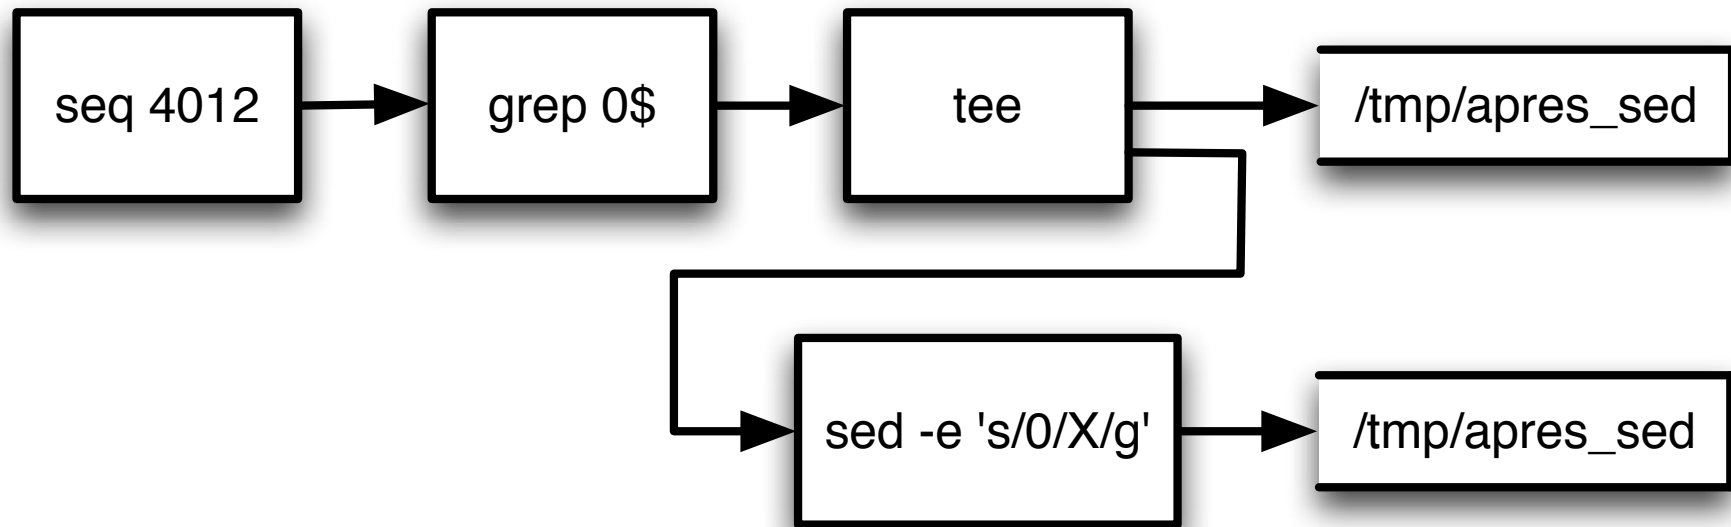 seq 4012
grep 0$
tee
/tmp/apres_sed
sed -e 's/0/X/g'
/tmp/apres_sed